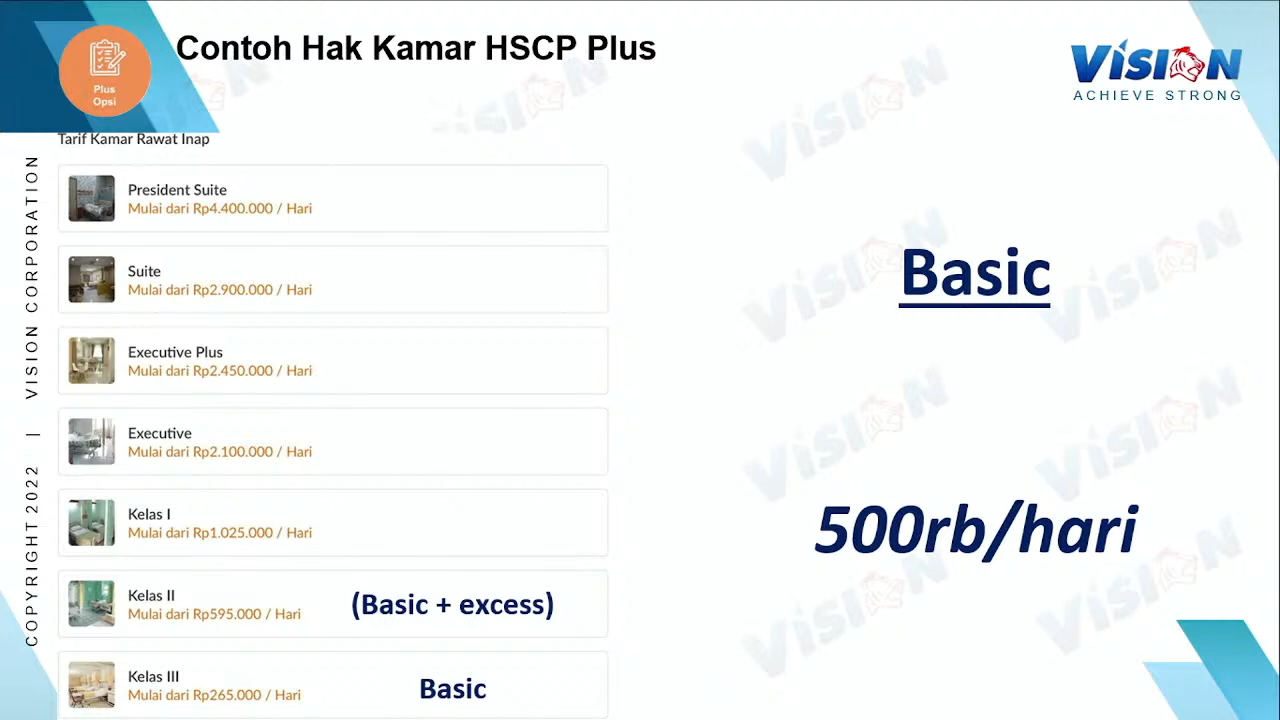 Plus
Opsi
Contoh Hak Kamar HSCP Plus
VISION
ACHIEVE STRONG
Tarif Kamar Rawat Inap
President Suite
Mulai dari Rp4.400.000 / Hari
Suite
Mulai dari Rp2.900.000 / Hari
Executive Plus
Mulai dari Rp2.450.000 / Hari
Executive
Mulai dari Rp2.100.000 / Hari
Kelas I
Mulai dari Rp1.025.000 / Hari
Kelas II
Mulai dari Rp595.000 / Hari
(Basic + excess)
Kelas III
Mulai dari Rp265.000 / Hari
Basic
Basic
500rb/hari
COPYRIGHT 2022 | VISION CORPORATION